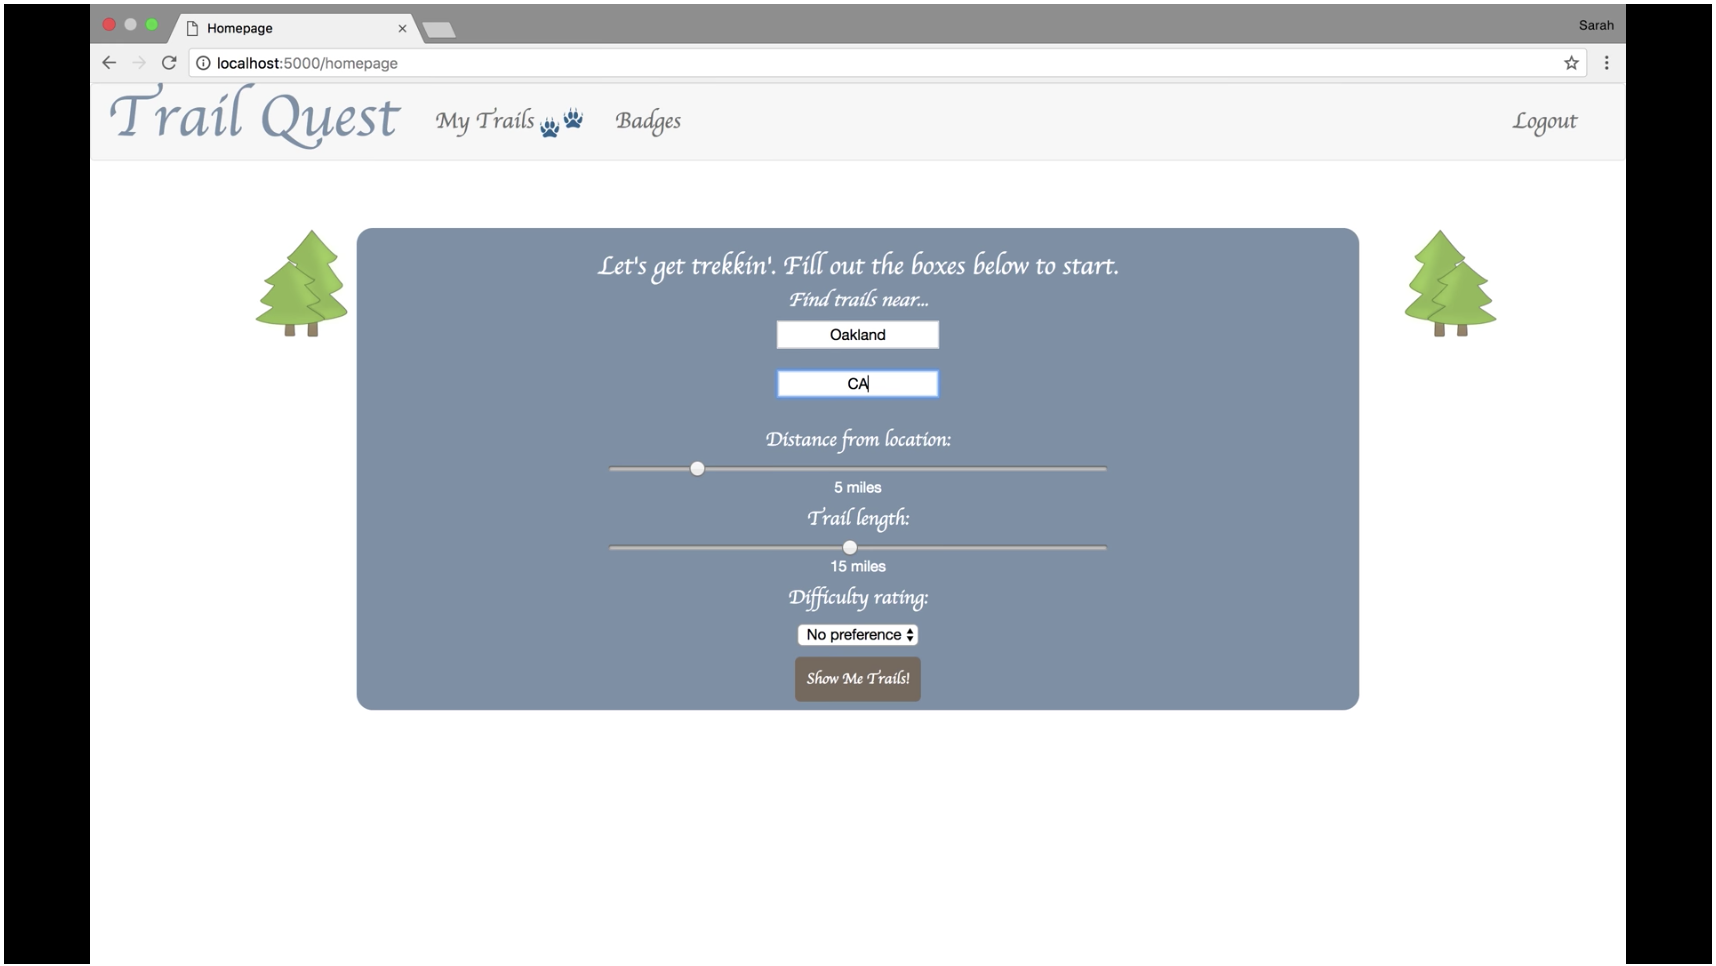 Homepage
Sarah
localhost:5000/homepage
Trail Quest My Trails Badges Logout
Let's get trekkin'. Fill out the boxes below to start.
Find trails near...
Oakland
CA
Distance from location:
5 miles
Trail length:
15 miles
Difficulty rating:
No preference
Show Me Trails!